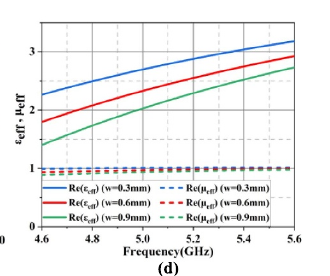 3
2
1
0
εeff , μeff
Re(εeff) (w=0.3mm) Re(μeff) (w=0.3mm)
Re(εeff) (w=0.6mm) Re(μeff) (w=0.6mm)
Re(εeff) (w=0.9mm) Re(μeff) (w=0.9mm)
0
4.6 4.8 5.0 5.2 5.4 5.6
Frequency(GHz)
(d)